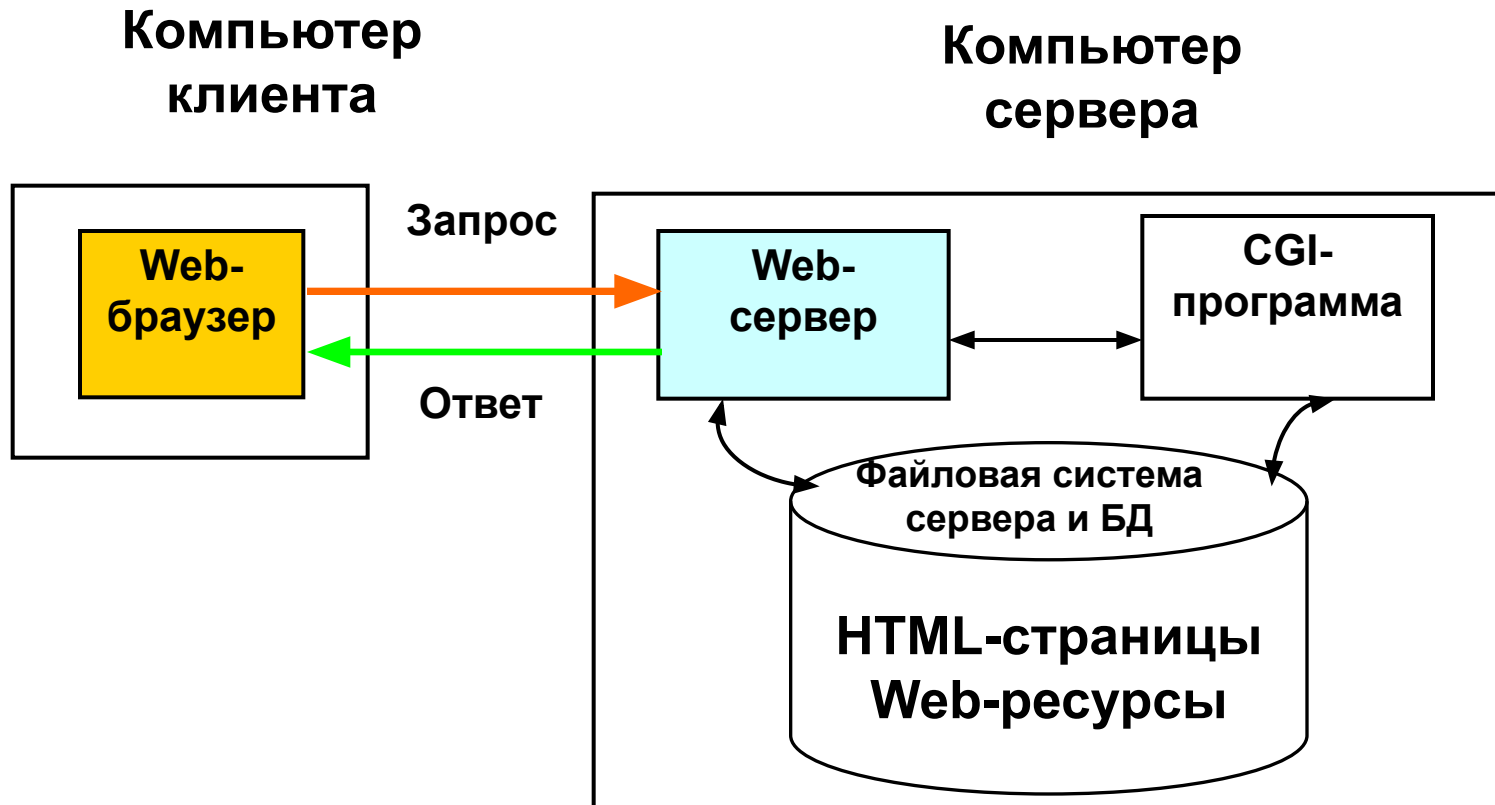 Компьютер
клиента
Компьютер
сервера
Запрос
Web-
браузер
Web-
сервер
CGI-
программа
Ответ
Файловая система
сервера и БД
HTML-страницы
Web-ресурсы